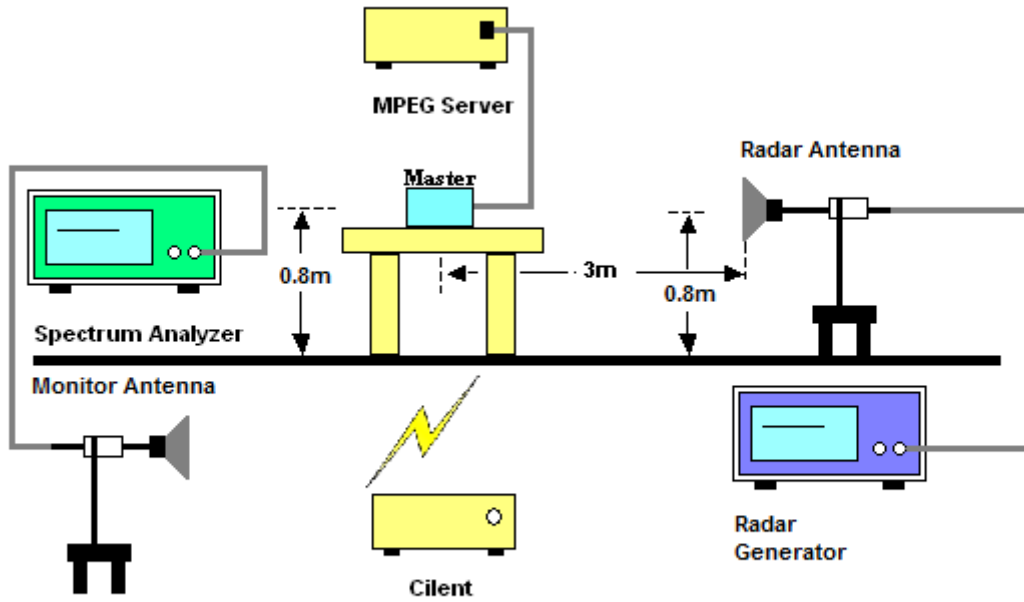 MPEG Server
Radar Antenna
Master
0.8m
3m
0.8m
Spectrum Analyzer
Monitor Antenna
Radar
Generator
Cilent